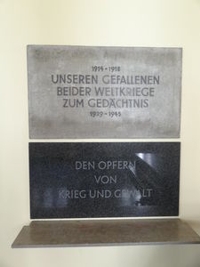 1914 - 1918
UNSEREN GEFALLENEN
BEIDER WELTKRIEGE
ZUM GEDÄCHTNIS
1939 - 1945
DEN OPFERN
VON
KRIEG UND GEWALT